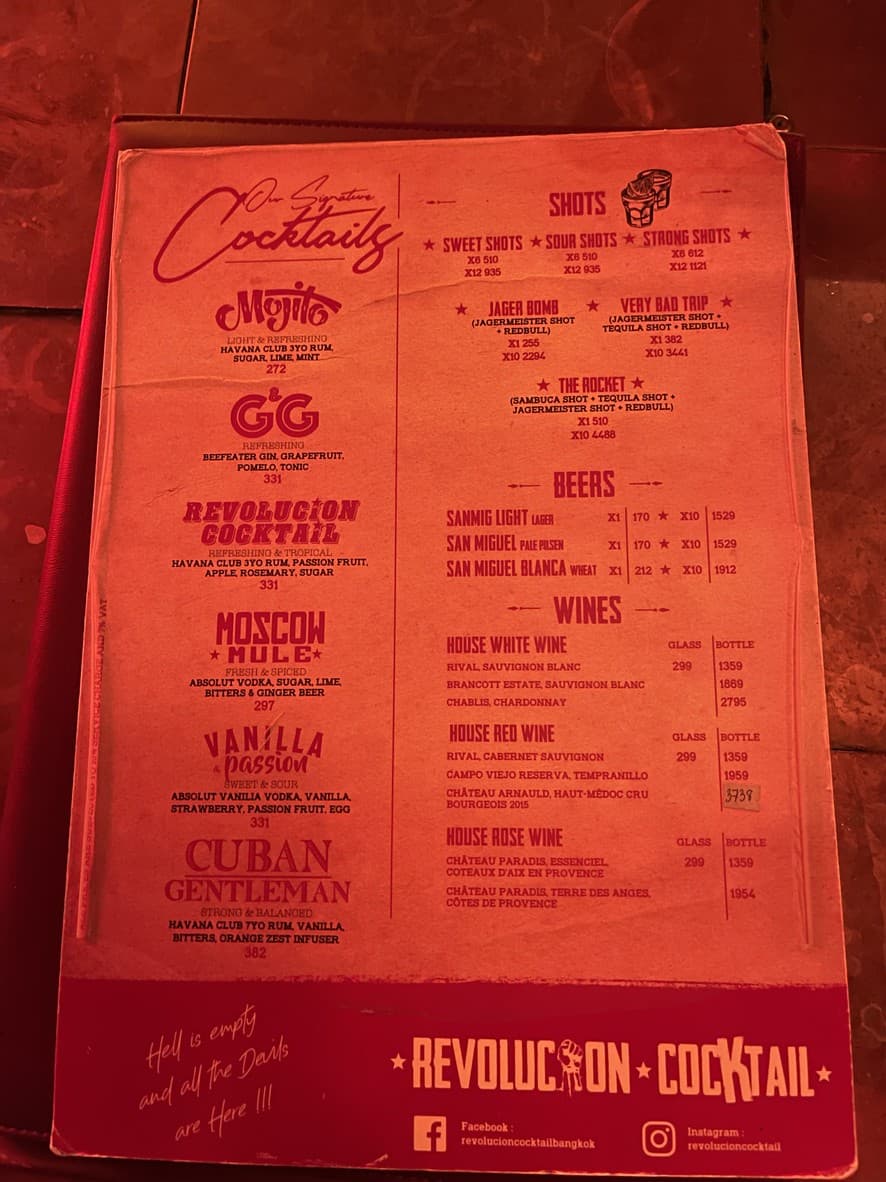 Our Signature
Cocktails
Mojito
LIGHT & REFRESHING
HAVANA CLUB 3YO RUM,
SUGAR, LIME, MINT
272
G&G
REFRESHING
BEEFEATER GIN, GRAPEFRUIT,
POMELO, TONIC
331
REVOLUCION
COCKTAIL
REFRESHING & TROPICAL
HAVANA CLUB 3YO RUM, PASSION FRUIT,
APPLE, ROSEMARY, SUGAR
331
MOSCOW
★ MULE ★
FRESH & SPICED
ABSOLUT VODKA, SUGAR, LIME,
BITTERS & GINGER BEER
297
VANILLA
& passion
SWEET & SOUR
ABSOLUT VANILIA VODKA, VANILLA,
STRAWBERRY, PASSION FRUIT, EGG
331
CUBAN
GENTLEMAN
STRONG & BALANCED
HAVANA CLUB 7YO RUM, VANILLA,
BITTERS, ORANGE ZEST INFUSER
382
SHOTS
★ SWEET SHOTS ★ SOUR SHOTS ★ STRONG SHOTS ★
X6 510 X6 510 X6 612
X12 935 X12 935 X12 1121
★ JAGER BOMB ★ VERY BAD TRIP ★
(JAGERMEISTER SHOT (JAGERMEISTER SHOT +
+ REDBULL) TEQUILA SHOT + REDBULL)
X1 255 X1 382
X10 2294 X10 3441
★ THE ROCKET ★
(SAMBUCA SHOT + TEQUILA SHOT +
JAGERMEISTER SHOT + REDBULL)
X1 510
X10 4488
BEERS
SANMIG LIGHT LAGER X1 170 ★ X10 1529
SAN MIGUEL PALE PILSEN X1 170 ★ X10 1529
SAN MIGUEL BLANCA WHEAT X1 212 ★ X10 1912
WINES
HOUSE WHITE WINE GLASS BOTTLE
RIVAL, SAUVIGNON BLANC 299 1359
BRANCOTT ESTATE, SAUVIGNON BLANC 1869
CHABLIS, CHARDONNAY 2795
HOUSE RED WINE GLASS BOTTLE
RIVAL, CABERNET SAUVIGNON 299 1359
CAMPO VIEJO RESERVA, TEMPRANILLO 1959
CHÂTEAU ARNAULD, HAUT-MÉDOC CRU 3738
BOURGEOIS 2015
HOUSE ROSE WINE GLASS BOTTLE
CHÂTEAU PARADIS, ESSENCIEL, 299 1359
COTEAUX D'AIX EN PROVENCE
CHÂTEAU PARADIS, TERRE DES ANGES, 1954
CÔTES DE PROVENCE
SERVICE CHARGE AND 7% VAT
Hell is empty
and all the Devils
are Here !!!
★ REVOLUCION ★ COCKTAIL ★
Facebook :
revolucioncocktailbangkok
Instagram :
revolucioncocktail